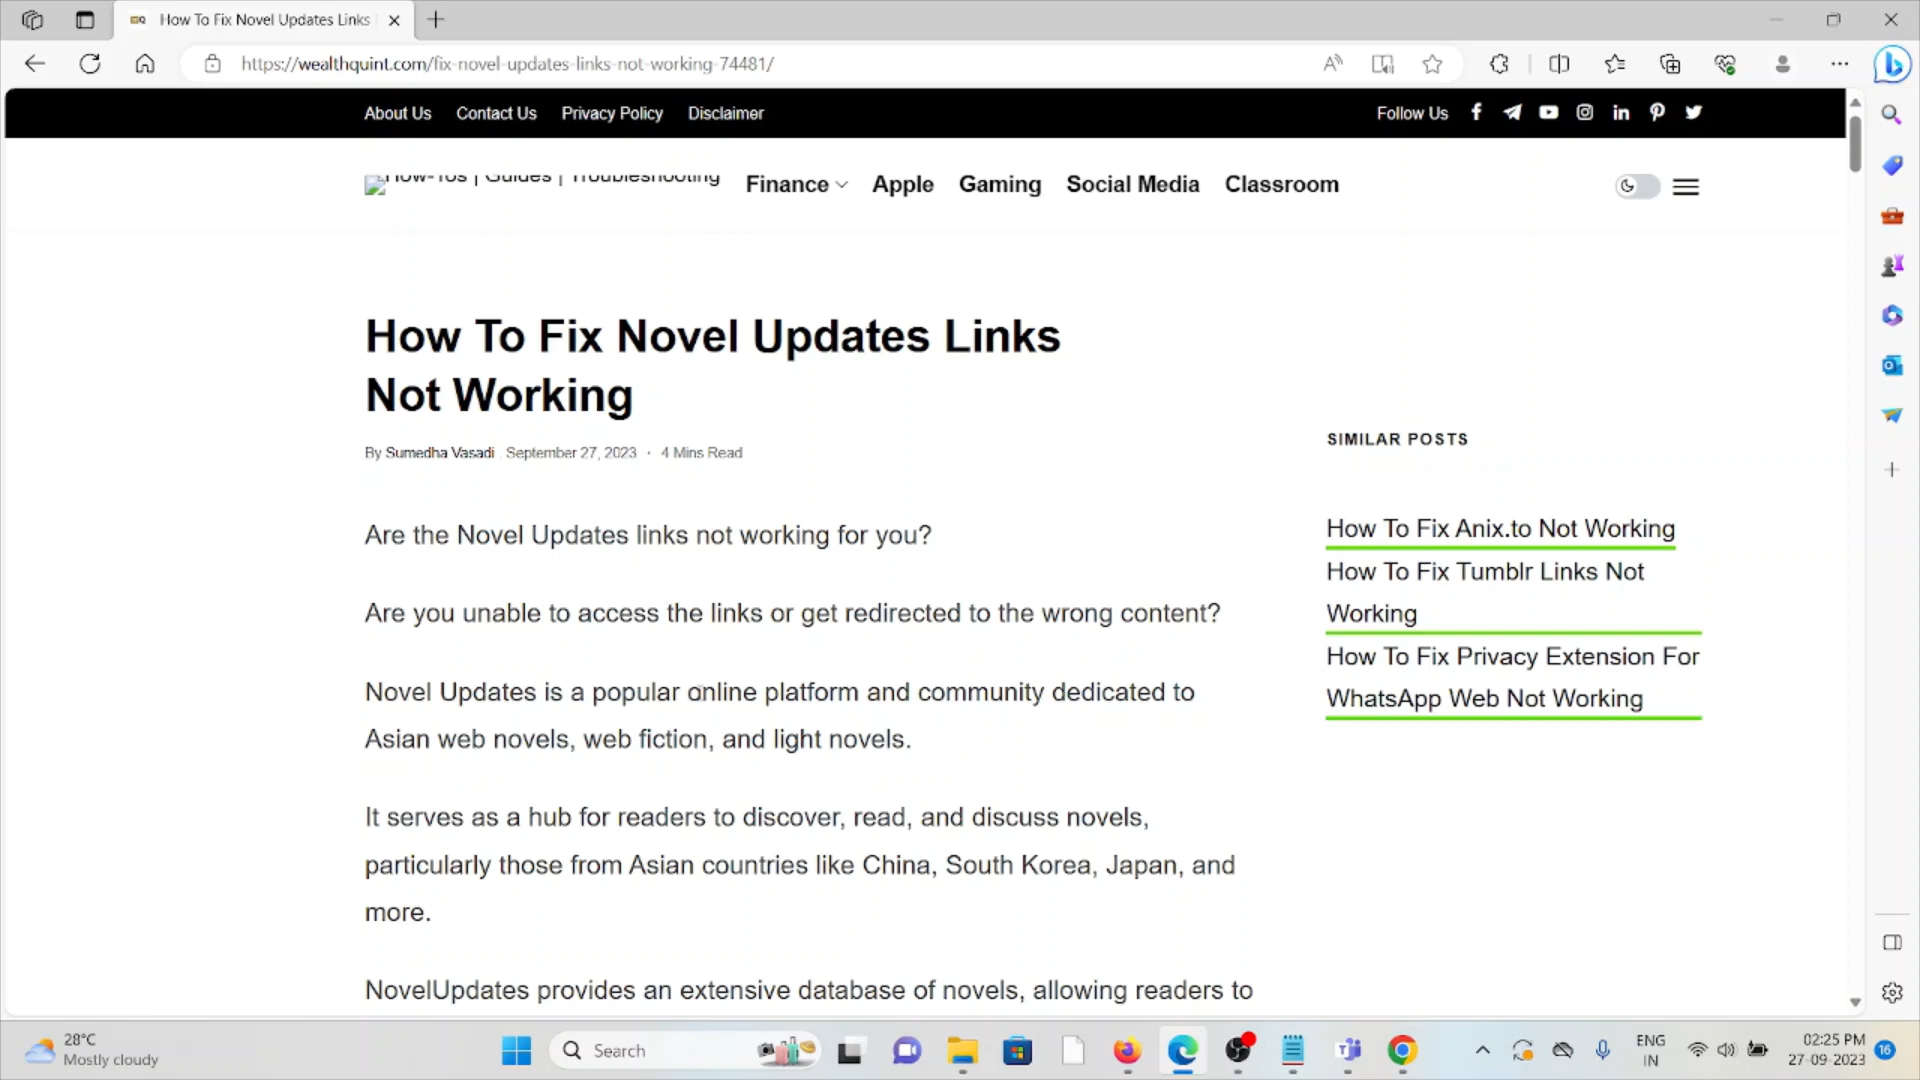 How To Fix Novel Updates Links
https://wealthquint.com/fix-novel-updates-links-not-working-74481/
About Us Contact Us Privacy Policy Disclaimer Follow Us
How-Tos | Guides | Troubleshooting Finance Apple Gaming Social Media Classroom
How To Fix Novel Updates Links
Not Working
By Sumedha Vasadi September 27, 2023 · 4 Mins Read
Are the Novel Updates links not working for you?
Are you unable to access the links or get redirected to the wrong content?
Novel Updates is a popular online platform and community dedicated to
Asian web novels, web fiction, and light novels.
It serves as a hub for readers to discover, read, and discuss novels,
particularly those from Asian countries like China, South Korea, Japan, and
more.
NovelUpdates provides an extensive database of novels, allowing readers to
SIMILAR POSTS
How To Fix Anix.to Not Working
How To Fix Tumblr Links Not
Working
How To Fix Privacy Extension For
WhatsApp Web Not Working
28°C
Mostly cloudy
Search
ENG
IN
02:25 PM
27-09-2023
16